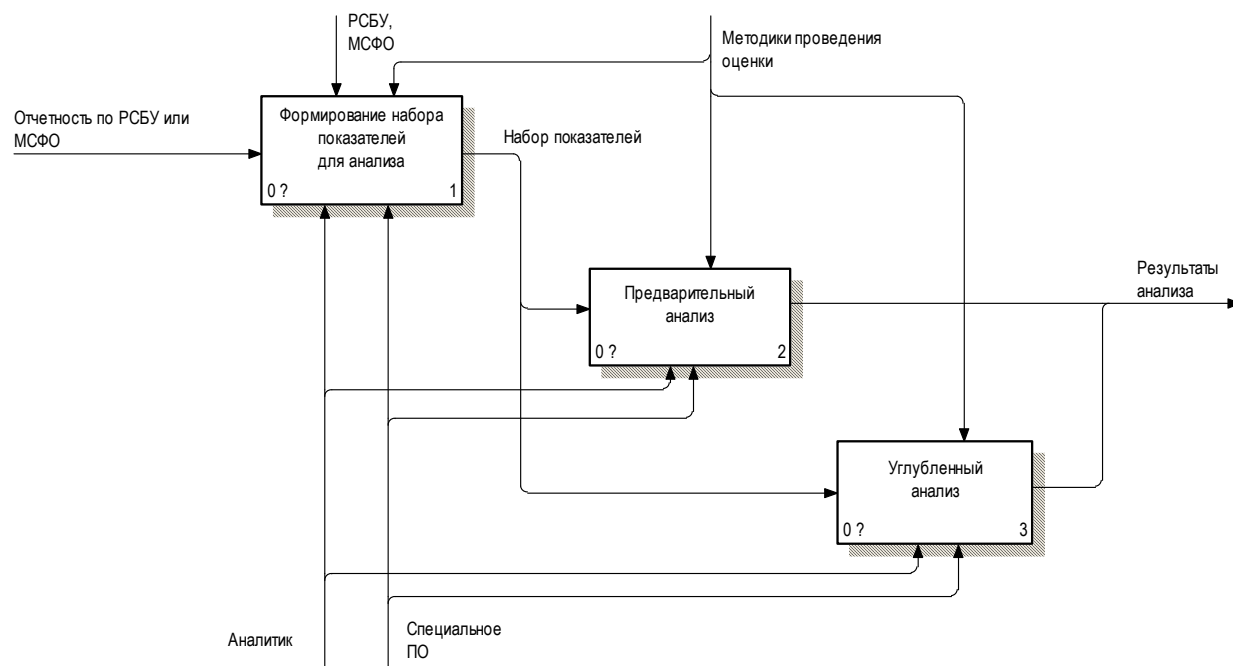 РСБУ,
МСФО
Методики проведения
оценки
Отчетность по РСБУ или
МСФО
Формирование набора
показателей
для анализа
0 ?
1
Набор показателей
Предварительный
анализ
0 ?
2
Результаты
анализа
Углубленный
анализ
0 ?
3
Аналитик
Специальное
ПО